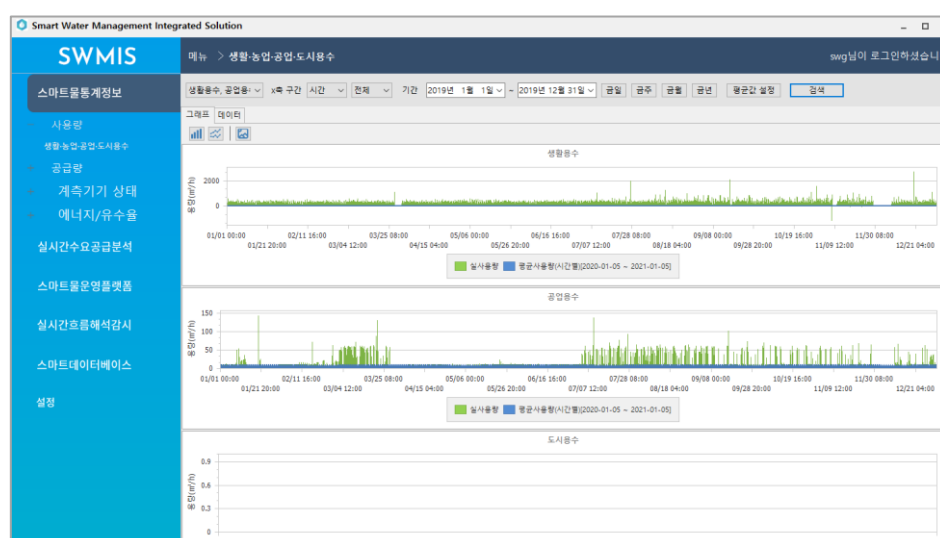 Smart Water Management Integrated Solution
SWMIS
메뉴 > 생활·농업·공업·도시용수
swg님이 로그인하셨습니
스마트물통계정보
사용량
생활·농업·공업·도시용수
공급량
계측기기 상태
에너지/유수율
실시간수요공급분석
스마트물운영플랫폼
실시간흐름해석감시
스마트데이터베이스
설정
생활용수, 공업용 x축 구간 시간 전체 기간 2019년 1월 1일 ~ 2019년 12월 31일 금일 금주 금월 금년 평균값 설정 검색
그래프 데이터
생활용수
용량(㎥/h)
2000
0
01/01 00:00 02/11 16:00 03/25 08:00 05/06 00:00 06/16 16:00 07/28 08:00 09/08 00:00 10/19 16:00 11/30 08:00
01/21 20:00 03/04 12:00 04/15 04:00 05/26 20:00 07/07 12:00 08/18 04:00 09/28 20:00 11/09 12:00 12/21 04:00
실사용량 평균사용량(시간별)[2020-01-05 ~ 2021-01-05]
공업용수
용량(㎥/h)
150
100
50
0
01/01 00:00 02/11 16:00 03/25 08:00 05/06 00:00 06/16 16:00 07/28 08:00 09/08 00:00 10/19 16:00 11/30 08:00
01/21 20:00 03/04 12:00 04/15 04:00 05/26 20:00 07/07 12:00 08/18 04:00 09/28 20:00 11/09 12:00 12/21 04:00
실사용량 평균사용량(시간별)[2020-01-05 ~ 2021-01-05]
도시용수
용량(㎥/h)
0.9
0.6
0.3
0